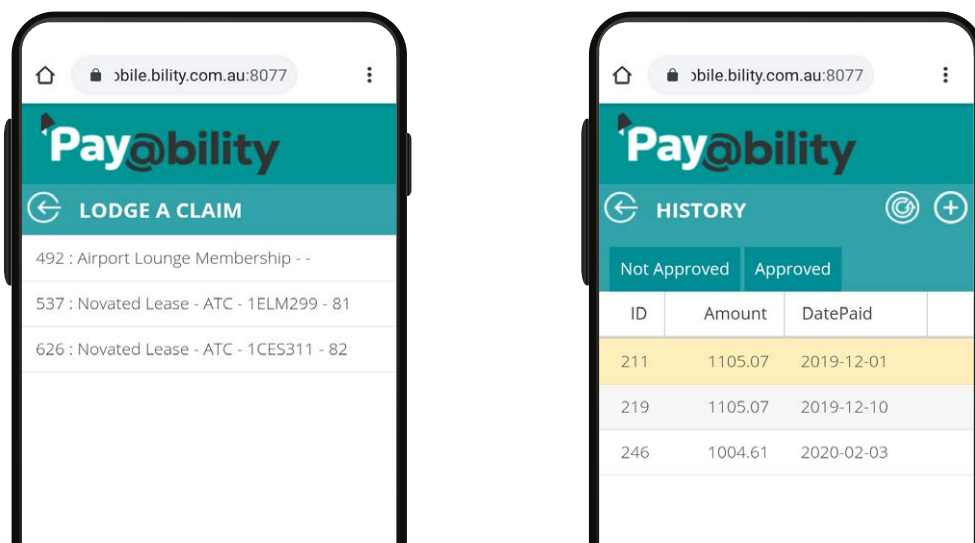 obile.bility.com.au:8077
Pay@bility
LODGE A CLAIM
492 : Airport Lounge Membership - -
537 : Novated Lease - ATC - 1ELM299 - 81
626 : Novated Lease - ATC - 1CES311 - 82
obile.bility.com.au:8077
Pay@bility
HISTORY
Not Approved Approved
ID Amount DatePaid
211 1105.07 2019-12-01
219 1105.07 2019-12-10
246 1004.61 2020-02-03